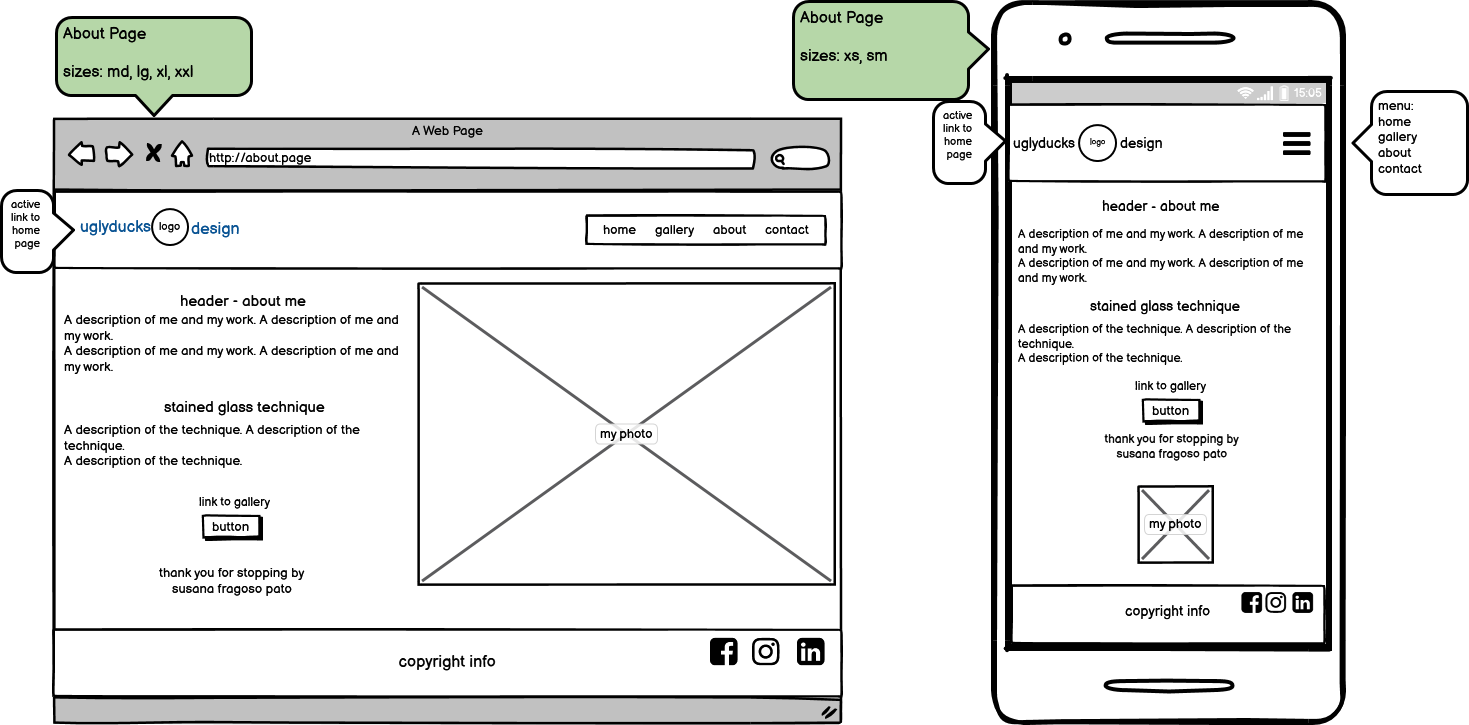 About Page
sizes: md, lg, xl, xxl
A Web Page
http://about.page
active
link to
home
page
uglyducks logo design
home gallery about contact
header - about me
A description of me and my work. A description of me and
my work.
A description of me and my work. A description of me and
my work.
stained glass technique
A description of the technique. A description of the
technique.
A description of the technique.
link to gallery
button
thank you for stopping by
susana fragoso pato
my photo
copyright info
About Page
sizes: xs, sm
active
link to
home
page
15:05
uglyducks logo design
menu:
home
gallery
about
contact
header - about me
A description of me and my work. A description of me
and my work.
A description of me and my work. A description of me
and my work.
stained glass technique
A description of the technique. A description of the
technique.
A description of the technique.
link to gallery
button
thank you for stopping by
susana fragoso pato
my photo
copyright info